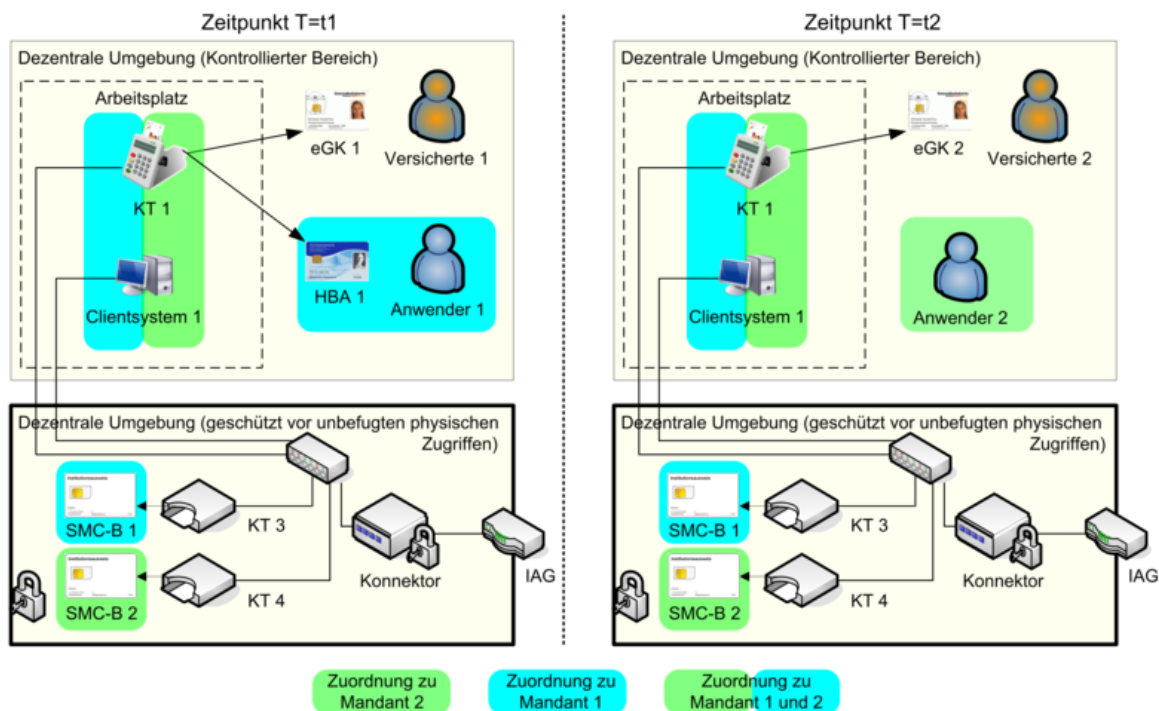 Zeitpunkt T=t1
Dezentrale Umgebung (Kontrollierter Bereich)
Arbeitsplatz
KT 1
Clientsystem 1
eGK 1
Versicherte 1
HBA 1
Anwender 1
Dezentrale Umgebung (geschützt vor unbefugten physischen
Zugriffen)
SMC-B 1
KT 3
SMC-B 2
KT 4
Konnektor
IAG
Zeitpunkt T=t2
Dezentrale Umgebung (Kontrollierter Bereich)
Arbeitsplatz
KT 1
Clientsystem 1
eGK 2
Versicherte 2
Anwender 2
Dezentrale Umgebung (geschützt vor unbefugten physischen
Zugriffen)
SMC-B 1
KT 3
SMC-B 2
KT 4
Konnektor
IAG
Zuordnung zu
Mandant 2
Zuordnung zu
Mandant 1
Zuordnung zu
Mandant 1 und 2